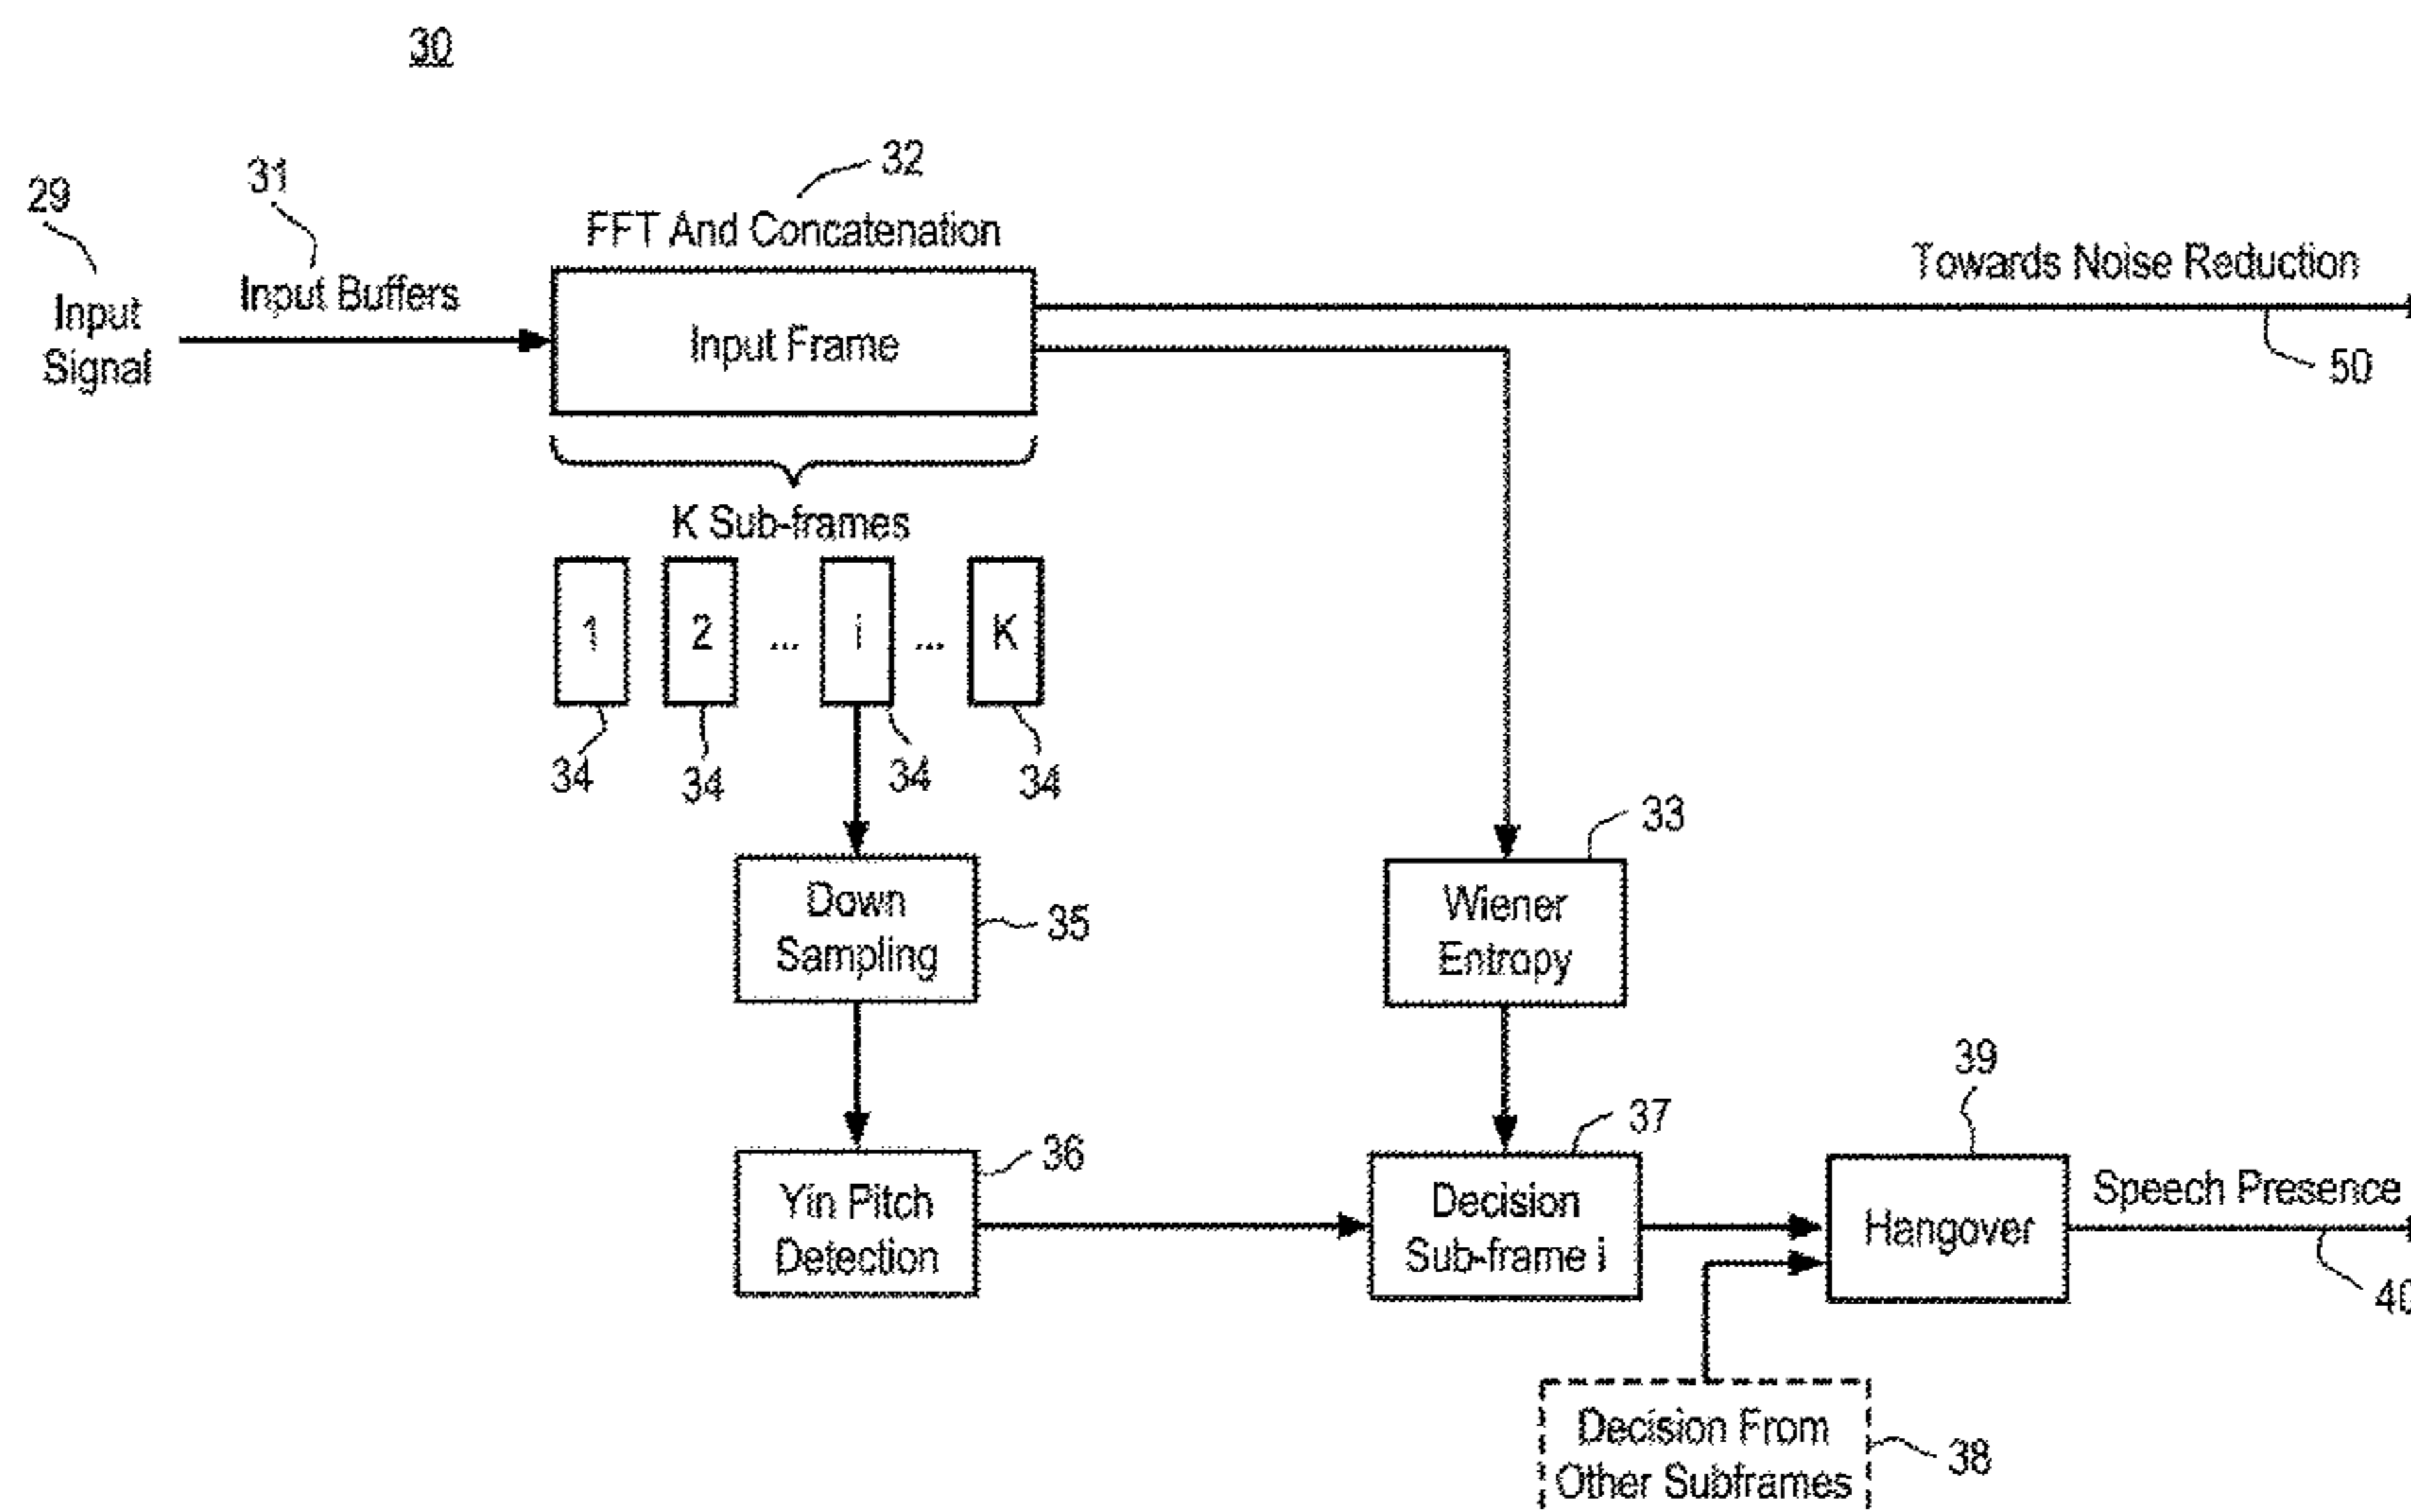 30
29
31
32
Input
Signal
Input Buffers
FFT And Concatenation
Input Frame
Towards Noise Reduction
50
K Sub-frames
1 2 ... i ... K
34 34 34 34
Down
Sampling
35
Wiener
Entropy
33
Yin Pitch
Detection
36
Decision
Sub-frame i
37
Hangover
39
Speech Presence
40
Decision From
Other Subframes
38